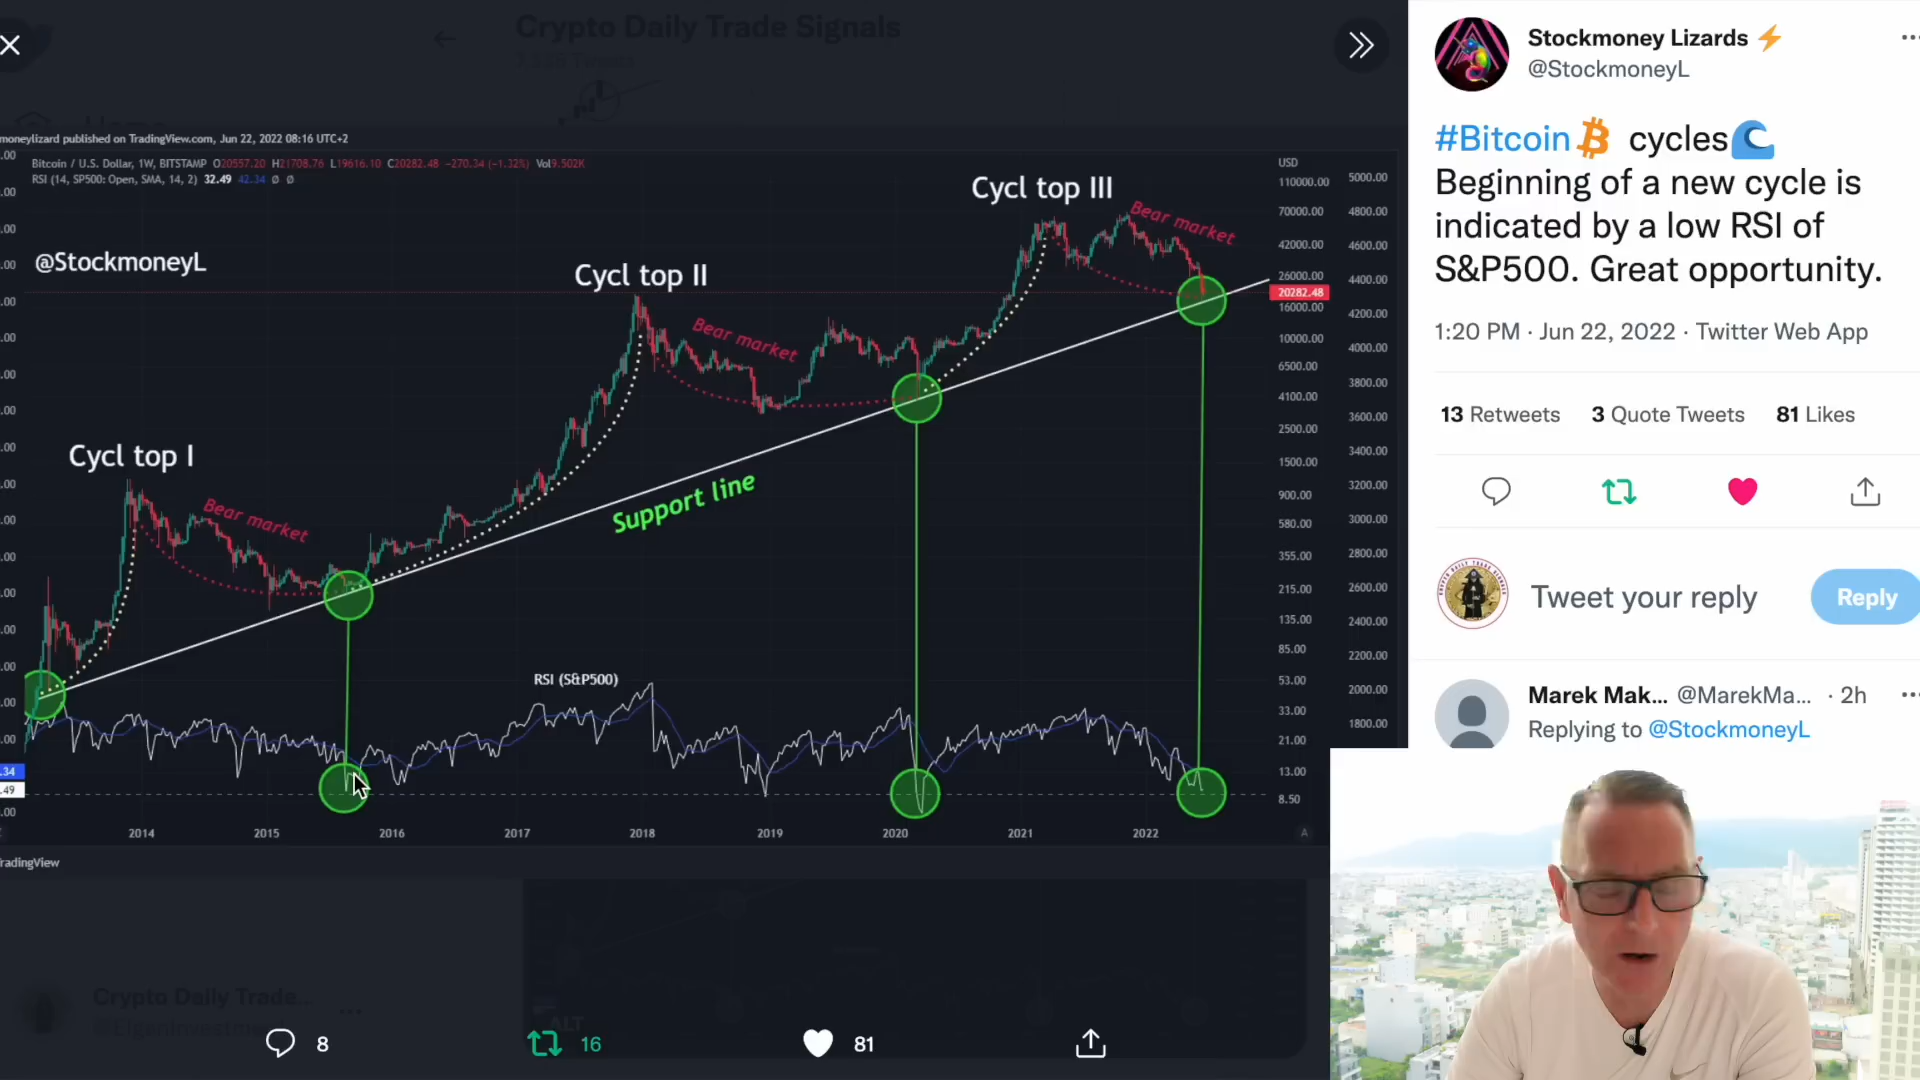 Crypto Daily Trade Signals
moneylizard published on TradingView.com, Jun 22, 2022 08:16 UTC+2
Bitcoin / U.S. Dollar, 1W, BITSTAMP O20557.20 H21708.76 L19616.10 C20282.48 −270.34 (−1.32%) Vol9.502K
RSI (14, SP500: Open, SMA, 14, 2) 32.49 42.34 Ø Ø
@StockmoneyL
Cycl top I
Bear market
Cycl top II
Bear market
Cycl top III
Bear market
Support line
RSI (S&P500)
USD
110000.00
70000.00
42000.00
26000.00
20282.48
16000.00
10000.00
6500.00
4100.00
2500.00
1500.00
900.00
580.00
355.00
215.00
135.00
85.00
53.00
33.00
21.00
13.00
8.50
5000.00
4800.00
4600.00
4400.00
4200.00
4000.00
3800.00
3600.00
3400.00
3200.00
3000.00
2800.00
2600.00
2400.00
2200.00
2000.00
1800.00
.34
.49
2014 2015 2016 2017 2018 2019 2020 2021 2022
A
TradingView
Crypto Daily Trade...
ALT
8 16 81
Stockmoney Lizards
@StockmoneyL
#Bitcoin cycles
Beginning of a new cycle is
indicated by a low RSI of
S&P500. Great opportunity.
1:20 PM · Jun 22, 2022 · Twitter Web App
13 Retweets 3 Quote Tweets 81 Likes
Tweet your reply
Reply
Marek Mak... @MarekMa... · 2h
Replying to @StockmoneyL